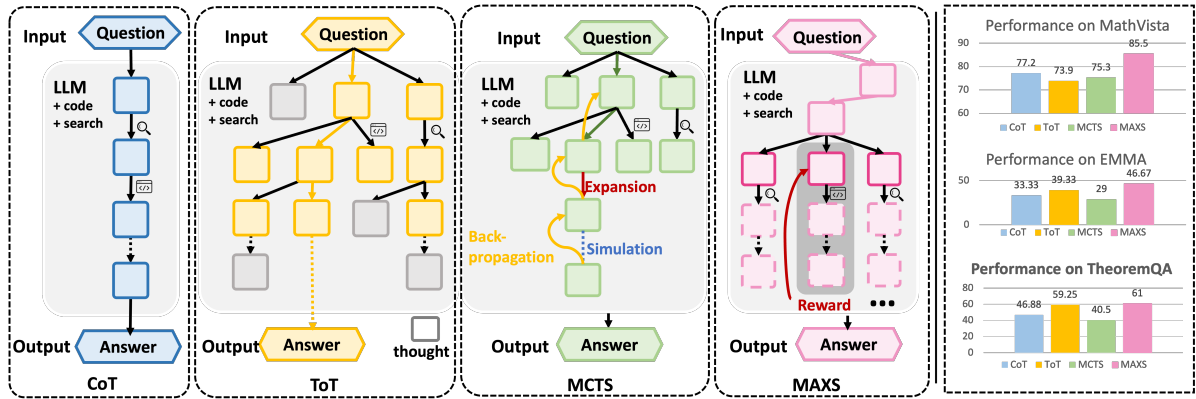 Input
Question
LLM
+ code
+ search
Output
Answer
CoT
Input
Question
LLM
+ code
+ search
Output
Answer
thought
ToT
Input
Question
LLM
+ code
+ search
Expansion
Back-
propagation
Simulation
Output
Answer
MCTS
Input
Question
LLM
+ code
+ search
Reward
Output
Answer
MAXS
Performance on MathVista
90
80
70
60
77.2
73.9
75.3
85.5
CoT ToT MCTS MAXS
Performance on EMMA
50
0
33.33
39.33
29
46.67
CoT ToT MCTS MAXS
Performance on TheoremQA
80
60
40
20
0
46.88
59.25
40.5
61
CoT ToT MCTS MAXS